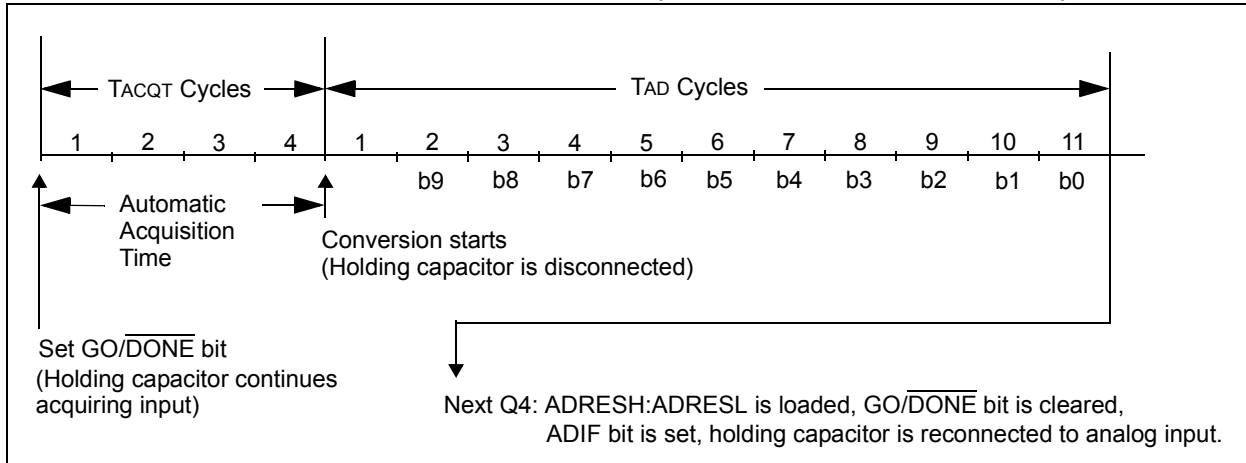 TACQT Cycles
TAD Cycles
1 2 3 4 1 2 3 4 5 6 7 8 9 10 11
b9 b8 b7 b6 b5 b4 b3 b2 b1 b0
Automatic
Acquisition
Time
Conversion starts
(Holding capacitor is disconnected)
Set GO/DONE bit
(Holding capacitor continues
acquiring input)
Next Q4: ADRESH:ADRESL is loaded, GO/DONE bit is cleared,
ADIF bit is set, holding capacitor is reconnected to analog input.